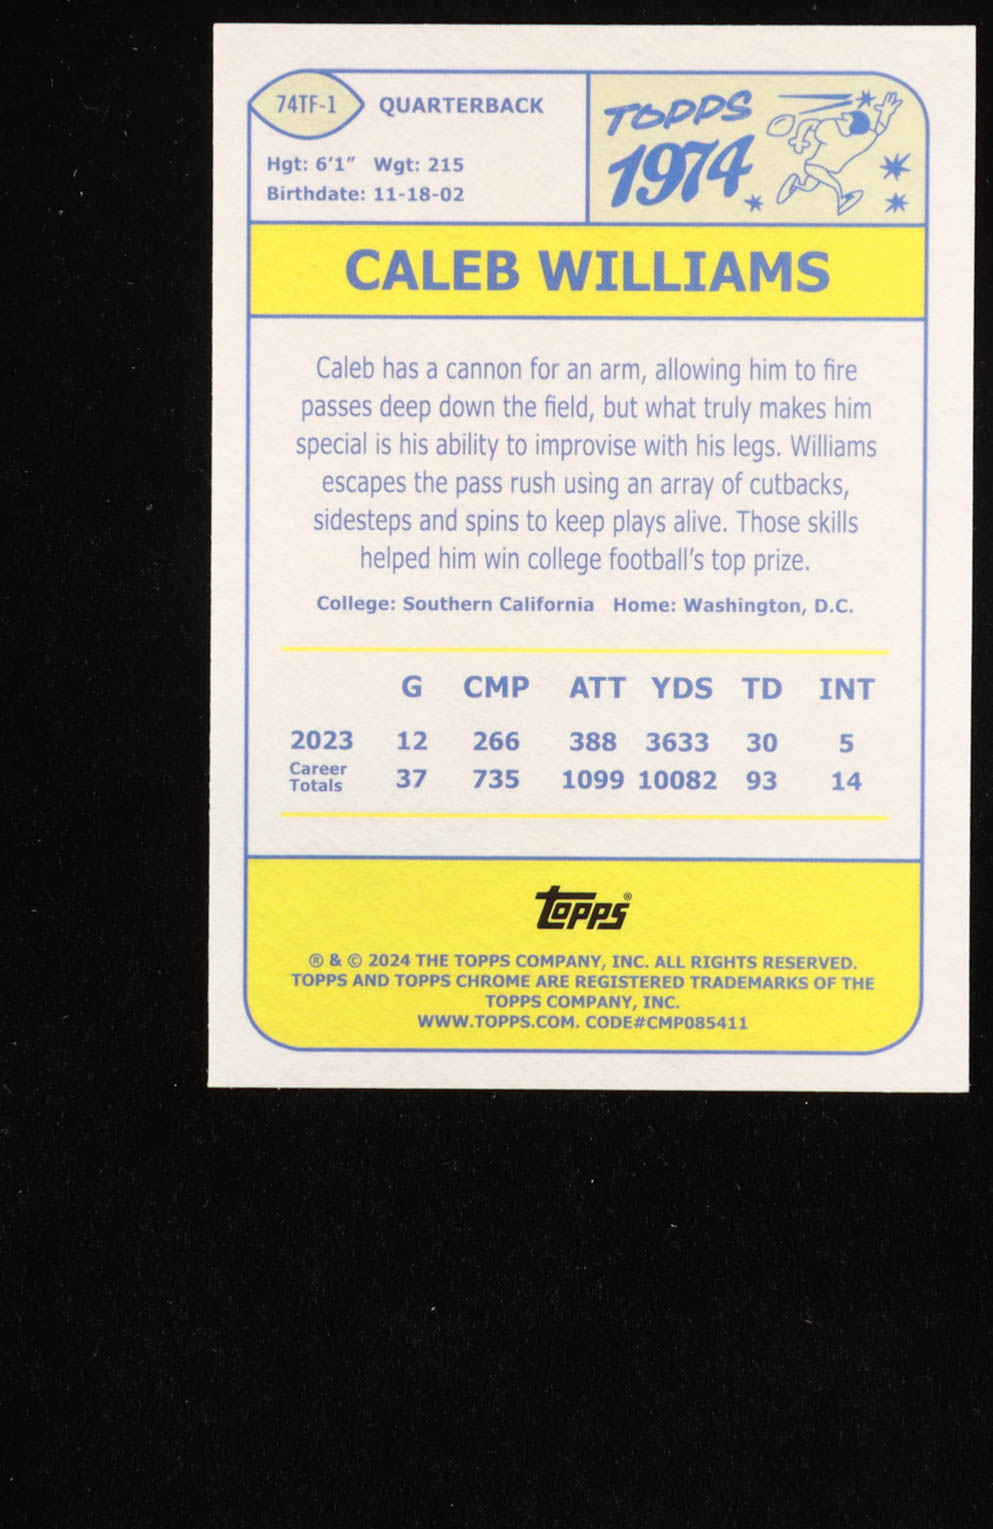 74TF-1 QUARTERBACK
Hgt: 6'1" Wgt: 215
Birthdate: 11-18-02
TOPPS
1974
CALEB WILLIAMS
Caleb has a cannon for an arm, allowing him to fire
passes deep down the field, but what truly makes him
special is his ability to improvise with his legs. Williams
escapes the pass rush using an array of cutbacks,
sidesteps and spins to keep plays alive. Those skills
helped him win college football's top prize.
College: Southern California Home: Washington, D.C.
G CMP ATT YDS TD INT
2023 12 266 388 3633 30 5
Career Totals 37 735 1099 10082 93 14
topps®
® & © 2024 THE TOPPS COMPANY, INC. ALL RIGHTS RESERVED.
TOPPS AND TOPPS CHROME ARE REGISTERED TRADEMARKS OF THE
TOPPS COMPANY, INC.
WWW.TOPPS.COM. CODE#CMP085411